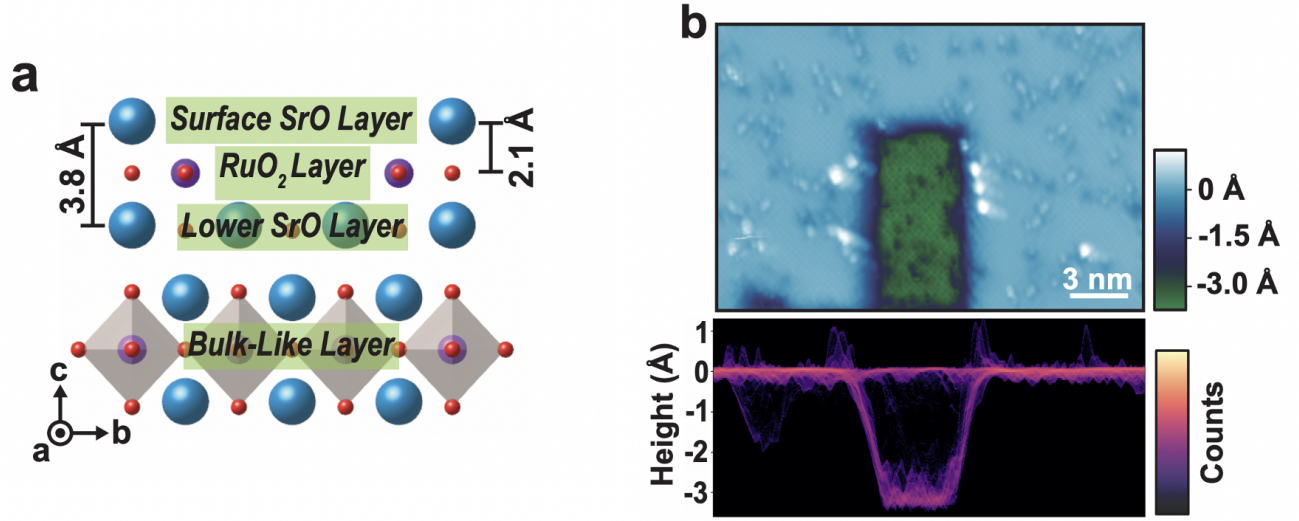 a
Surface SrO Layer
3.8 Å
2.1 Å
RuO₂ Layer
Lower SrO Layer
Bulk-Like Layer
c
b
a
b
3 nm
0 Å
-1.5 Å
-3.0 Å
Height (Å)
1
0
-1
-2
-3
Counts